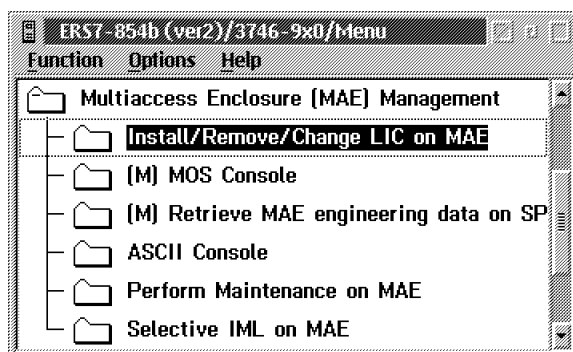 ERS7-854b (ver2)/3746-9x0/Menu
Function Options Help
Multiaccess Enclosure (MAE) Management
Install/Remove/Change LIC on MAE
(M) MOS Console
(M) Retrieve MAE engineering data on SP
ASCII Console
Perform Maintenance on MAE
Selective IML on MAE